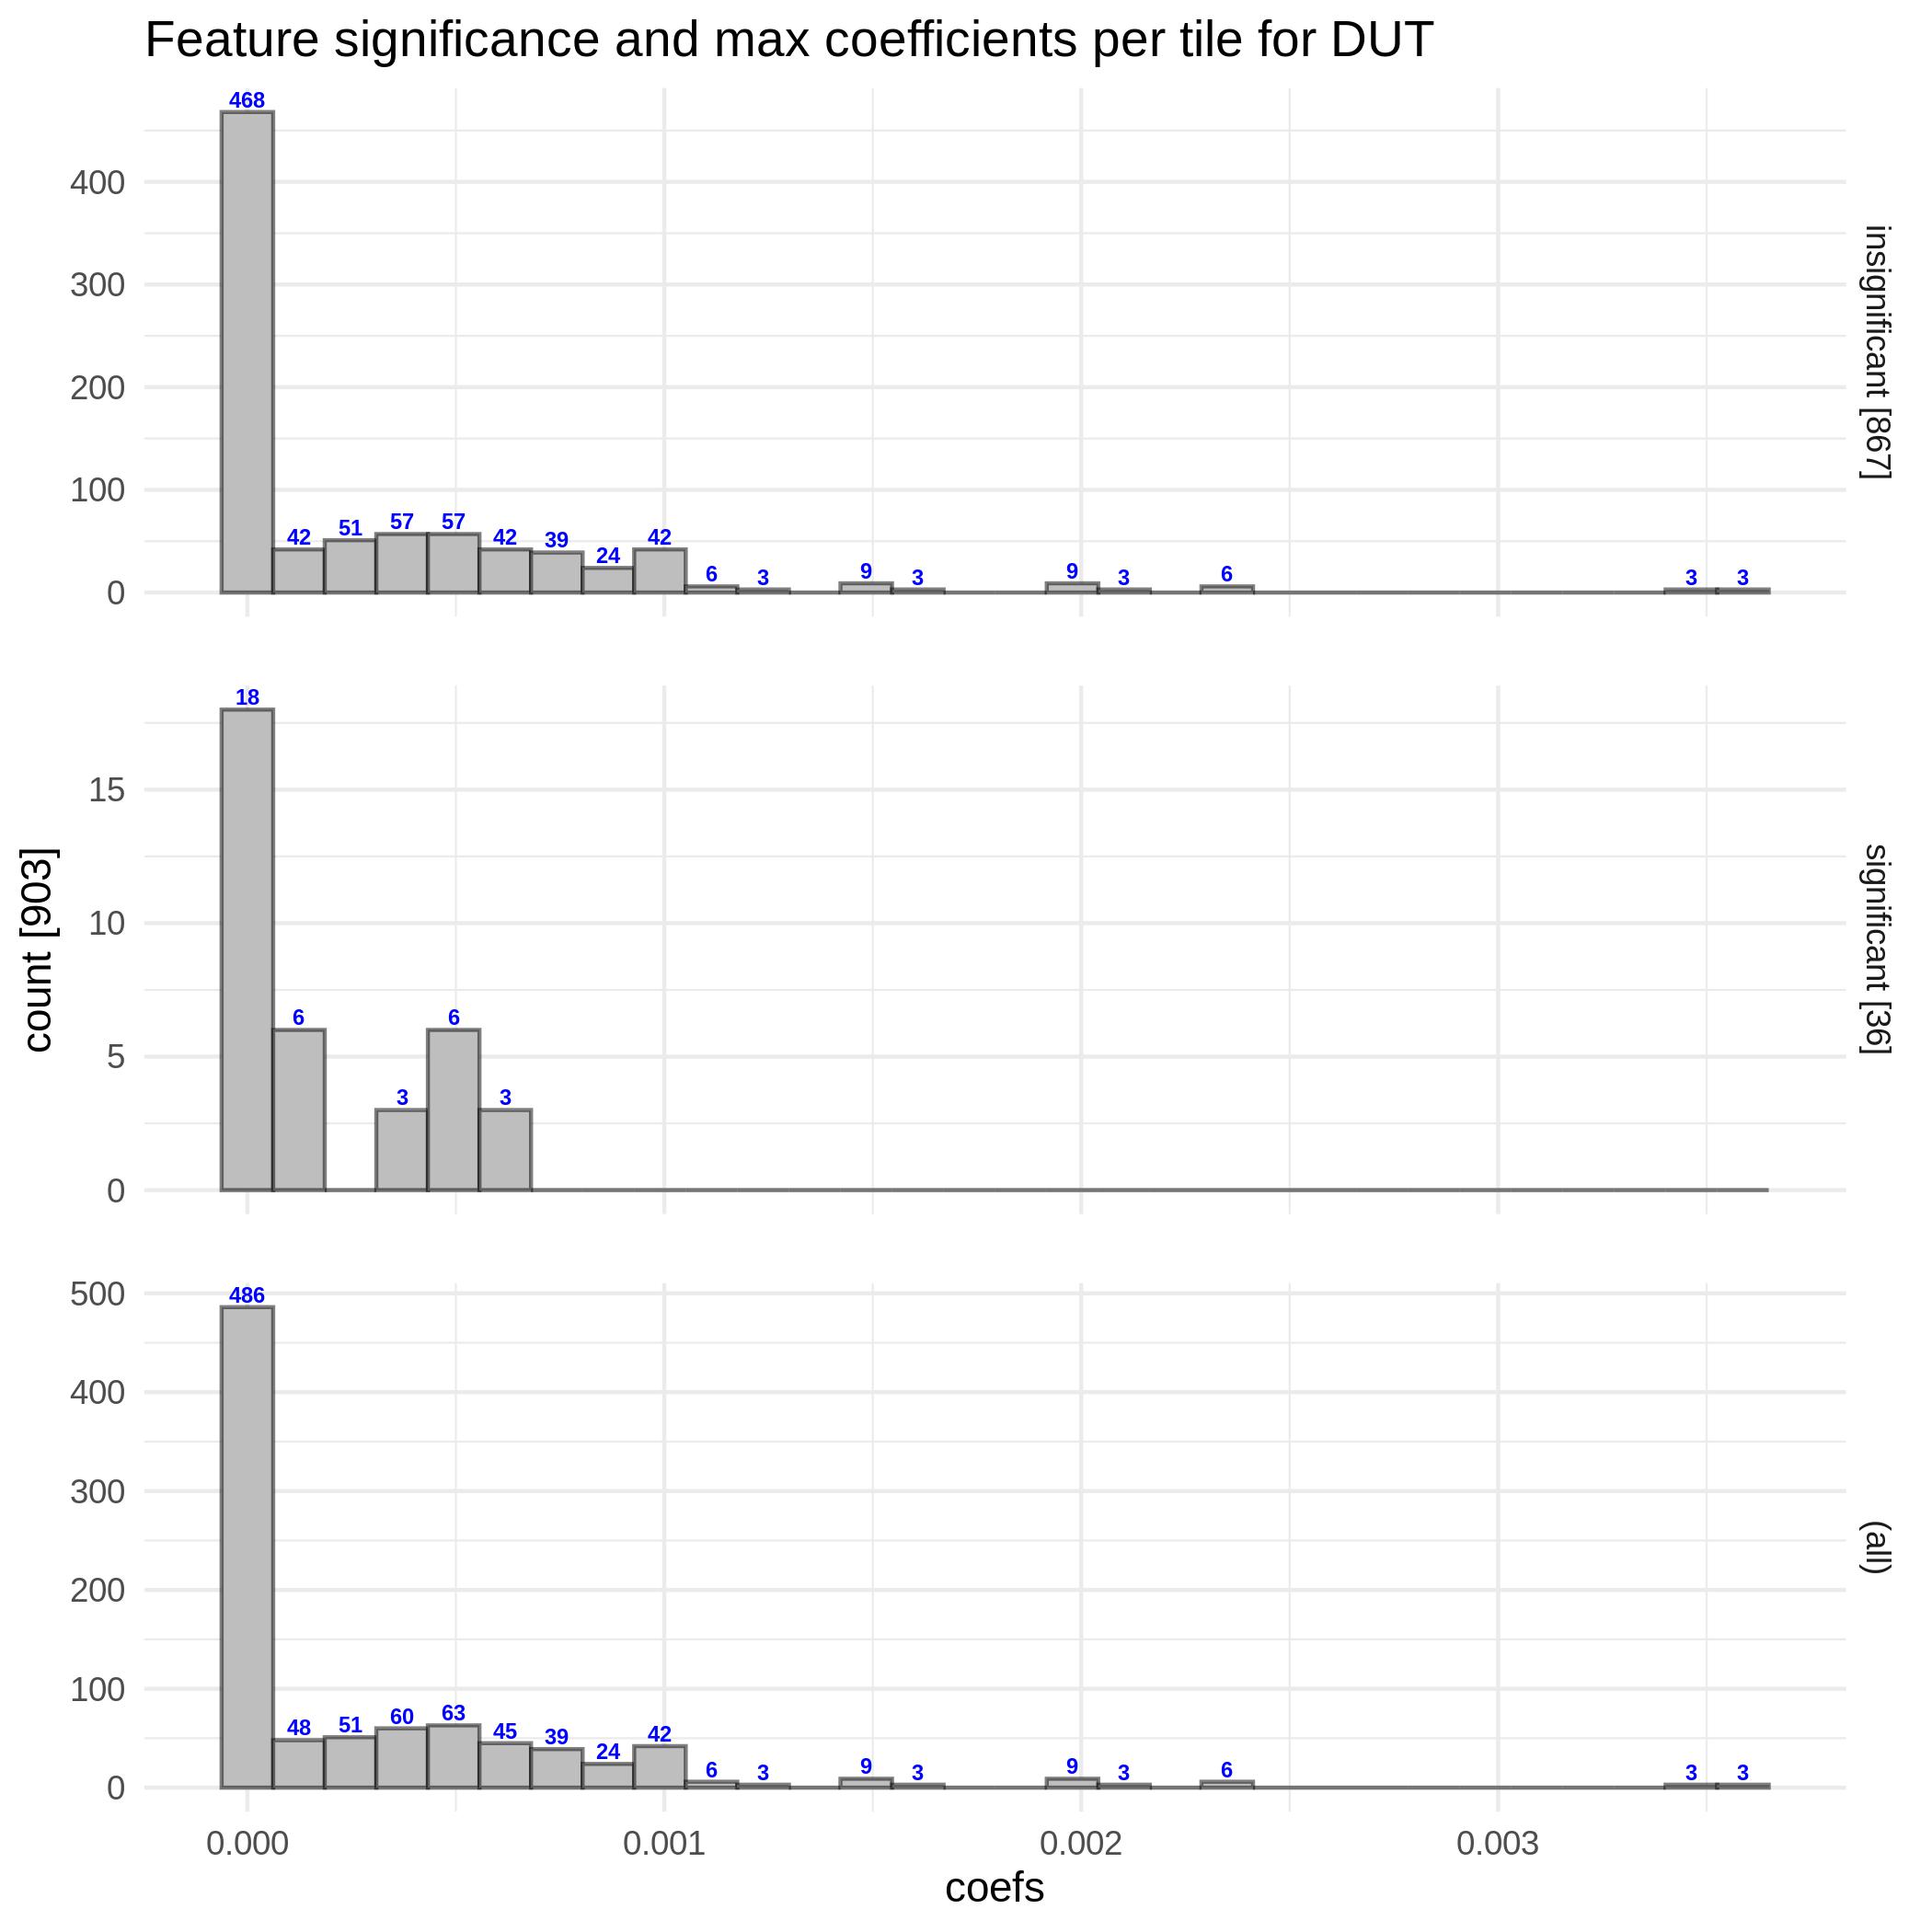 Feature significance and max coefficients per tile for DUT
468
400
300
200
100
0
42 51 57 57 42 39 24 42 6 3 9 3 9 3 6 3 3
insignificant [867]
18
15
10
5
0
6 3 6 3
significant [36]
count [903]
486
500
400
300
200
100
0
48 51 60 63 45 39 24 42 6 3 9 3 9 3 6 3 3
(all)
0.000 0.001 0.002 0.003
coefs